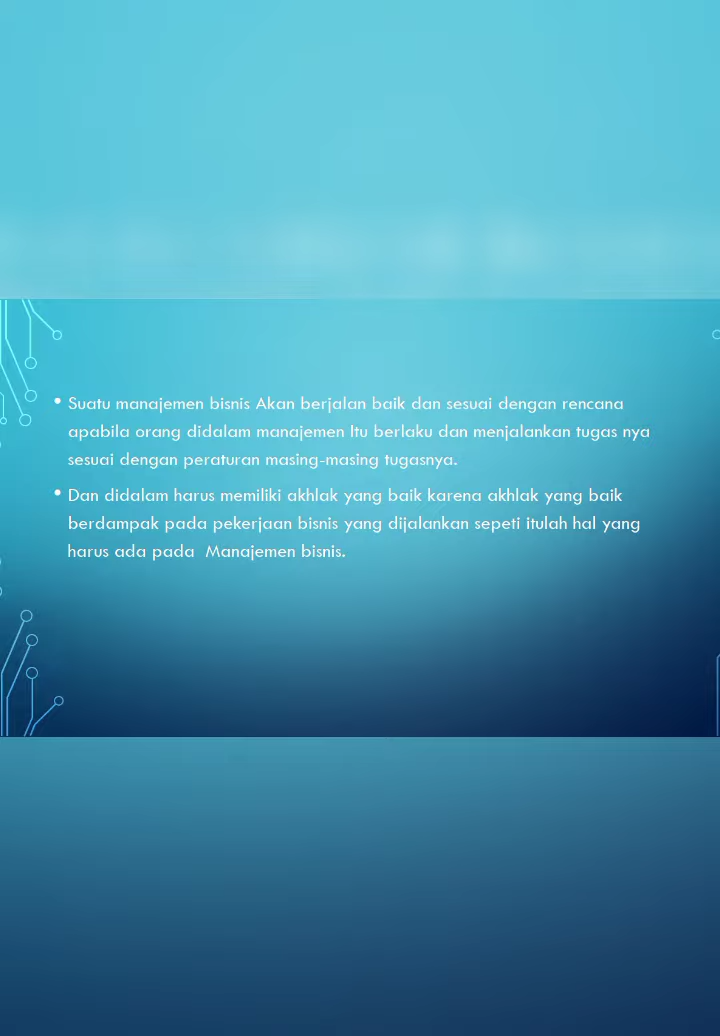 • Suatu manajemen bisnis Akan berjalan baik dan sesuai dengan rencana
apabila orang didalam manajemen Itu berlaku dan menjalankan tugas nya
sesuai dengan peraturan masing-masing tugasnya.
• Dan didalam harus memiliki akhlak yang baik karena akhlak yang baik
berdampak pada pekerjaan bisnis yang dijalankan sepeti itulah hal yang
harus ada pada  Manajemen bisnis.